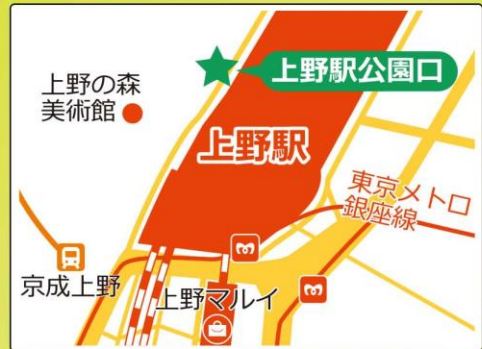 上野駅公園口
上野の森
美術館
上野駅
東京メトロ
銀座線
京成上野
上野マルイ